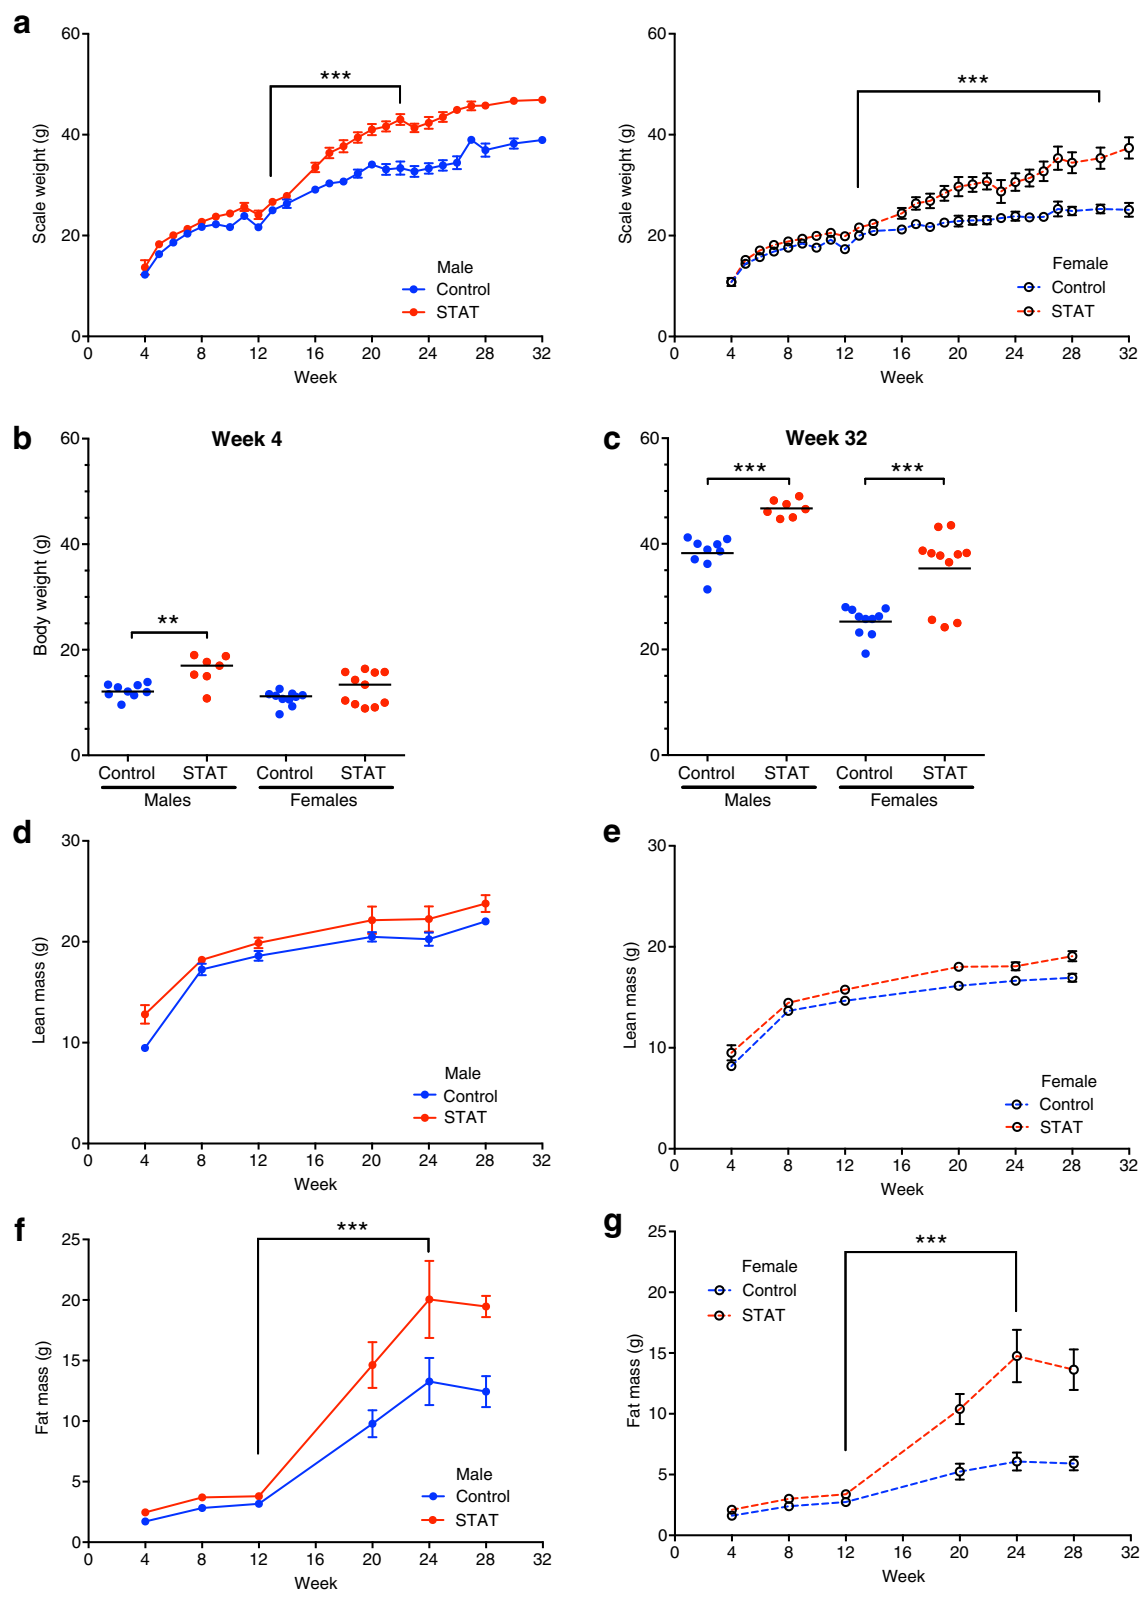 a
60
40
20
0
Scale weight (g)
***
Male
Control
STAT
0 4 8 12 16 20 24 28 32
Week
60
40
20
0
Scale weight (g)
***
Female
Control
STAT
0 4 8 12 16 20 24 28 32
Week
b
Week 4
60
40
20
0
Body weight (g)
**
Control STAT Control STAT
Males Females
c
Week 32
60
40
20
0
*** ***
Control STAT Control STAT
Males Females
d
30
20
10
0
Lean mass (g)
Male
Control
STAT
0 4 8 12 16 20 24 28 32
Week
e
30
20
10
0
Lean mass (g)
Female
Control
STAT
0 4 8 12 16 20 24 28 32
Week
f
25
20
15
10
5
0
Fat mass (g)
***
Male
Control
STAT
0 4 8 12 16 20 24 28 32
Week
g
25
20
15
10
5
0
Fat mass (g)
***
Female
Control
STAT
0 4 8 12 16 20 24 28 32
Week